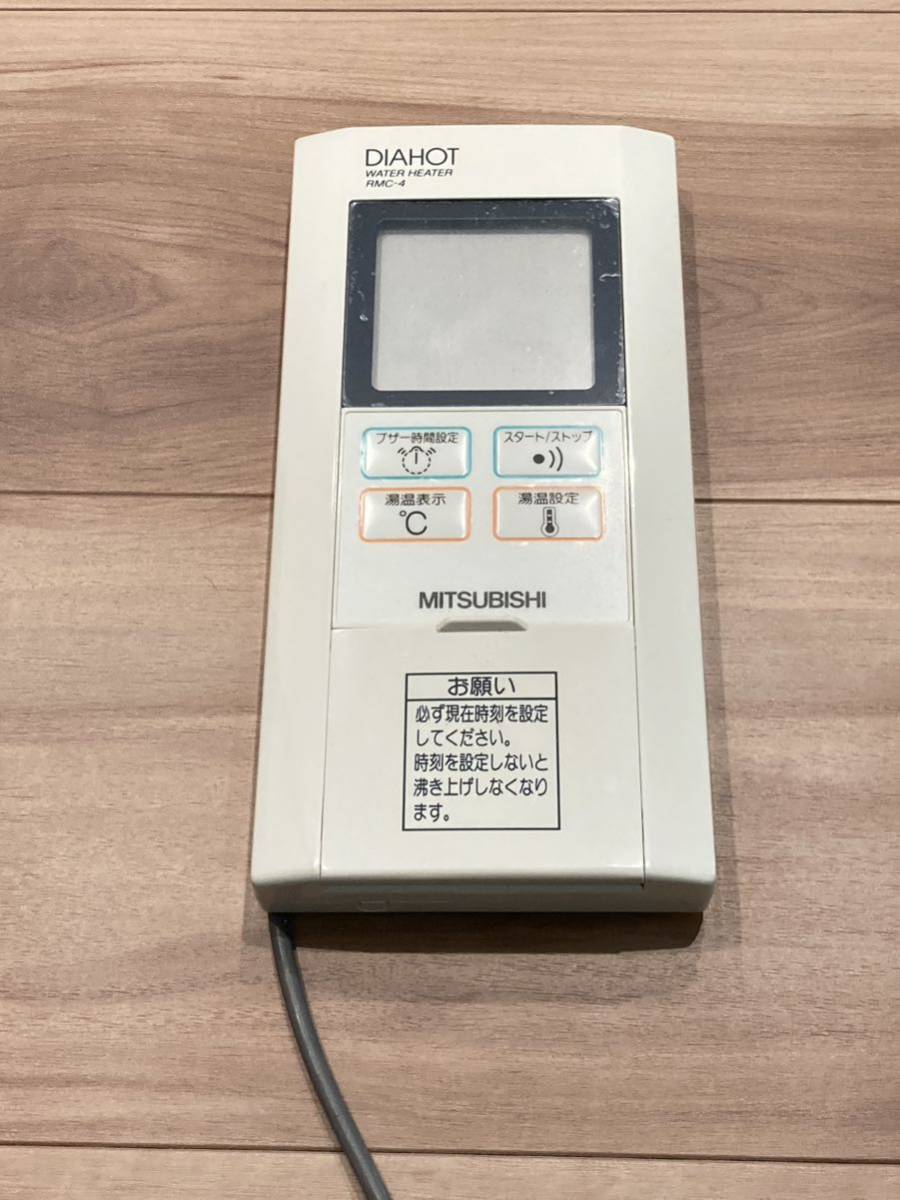 DIAHOT
WATER HEATER
RMC-4
ブザー時間設定
スタート/ストップ
湯温表示
℃
湯温設定
MITSUBISHI
お願い
必ず現在時刻を設定
してください。
時刻を設定しないと
沸き上げしなくなり
ます。